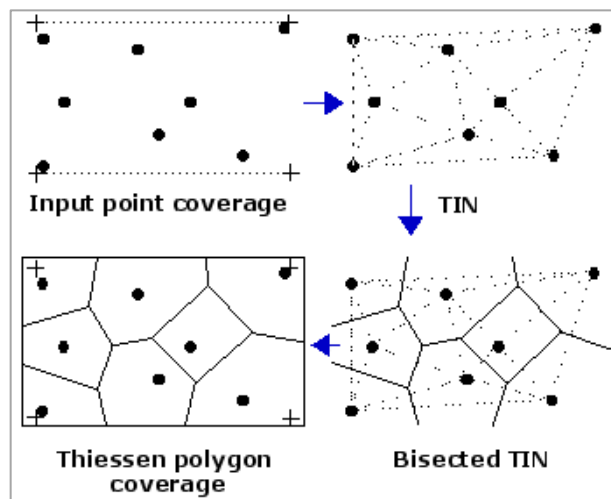 Input point coverage
TIN
Thiessen polygon
coverage
Bisected TIN